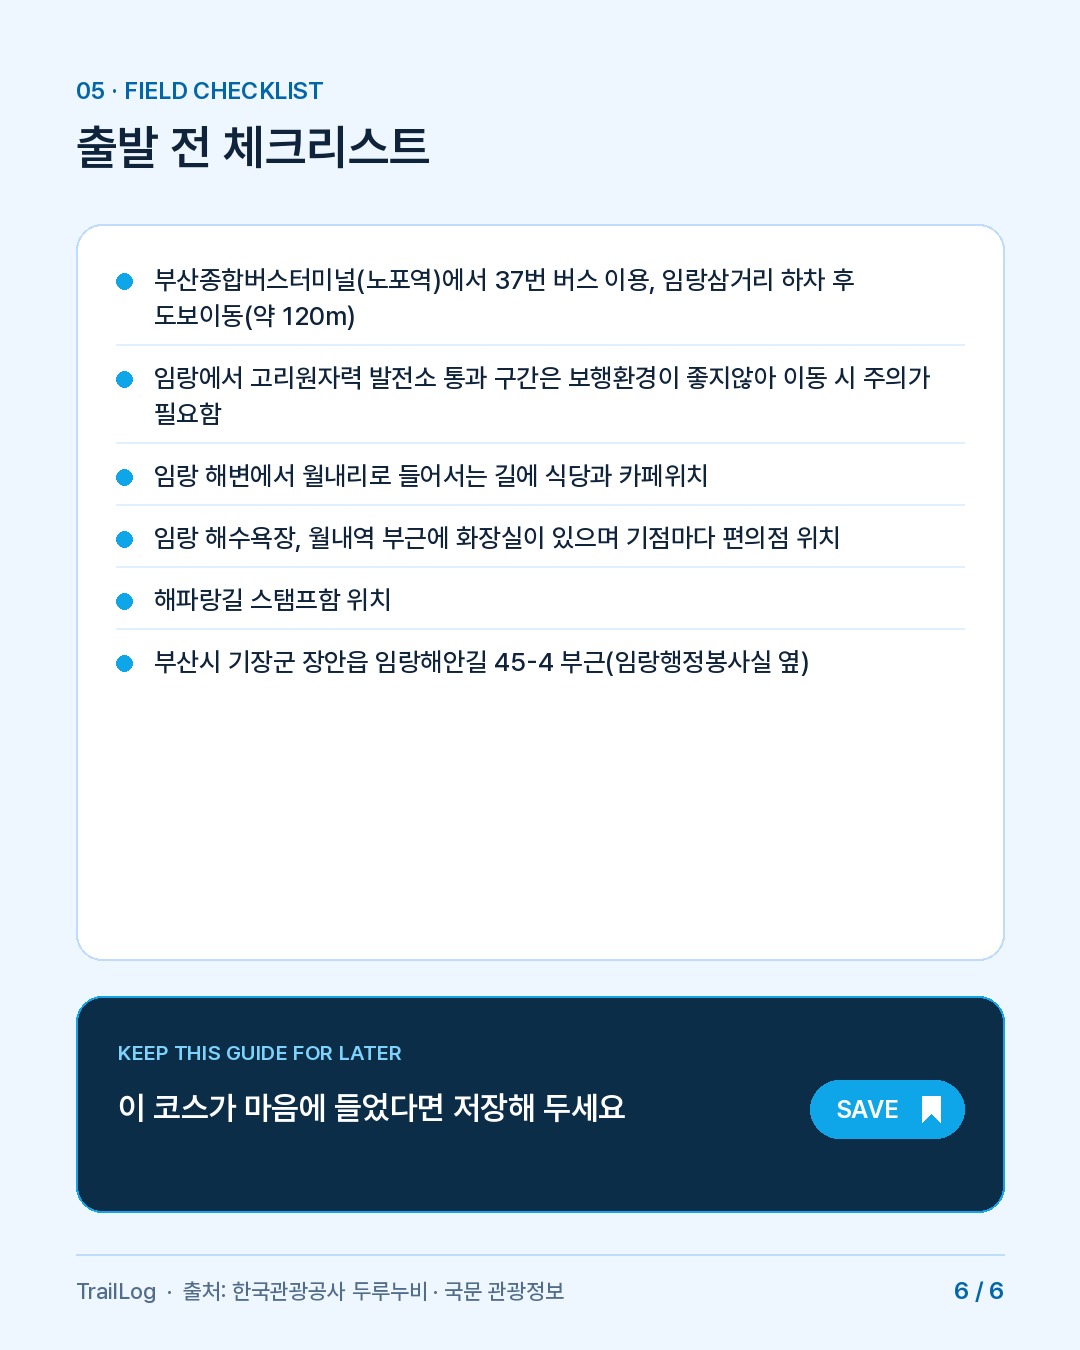 05 · FIELD CHECKLIST
출발 전 체크리스트
부산종합버스터미널(노포역)에서 37번 버스 이용, 임랑삼거리 하차 후
도보이동(약 120m)
임랑에서 고리원자력 발전소 통과 구간은 보행환경이 좋지않아 이동 시 주의가
필요함
임랑 해변에서 월내리로 들어서는 길에 식당과 카페위치
임랑 해수욕장, 월내역 부근에 화장실이 있으며 기점마다 편의점 위치
해파랑길 스탬프함 위치
부산시 기장군 장안읍 임랑해안길 45-4 부근(임랑행정봉사실 옆)
KEEP THIS GUIDE FOR LATER
이 코스가 마음에 들었다면 저장해 두세요
SAVE
TrailLog · 출처: 한국관광공사 두루누비 · 국문 관광정보
6 / 6